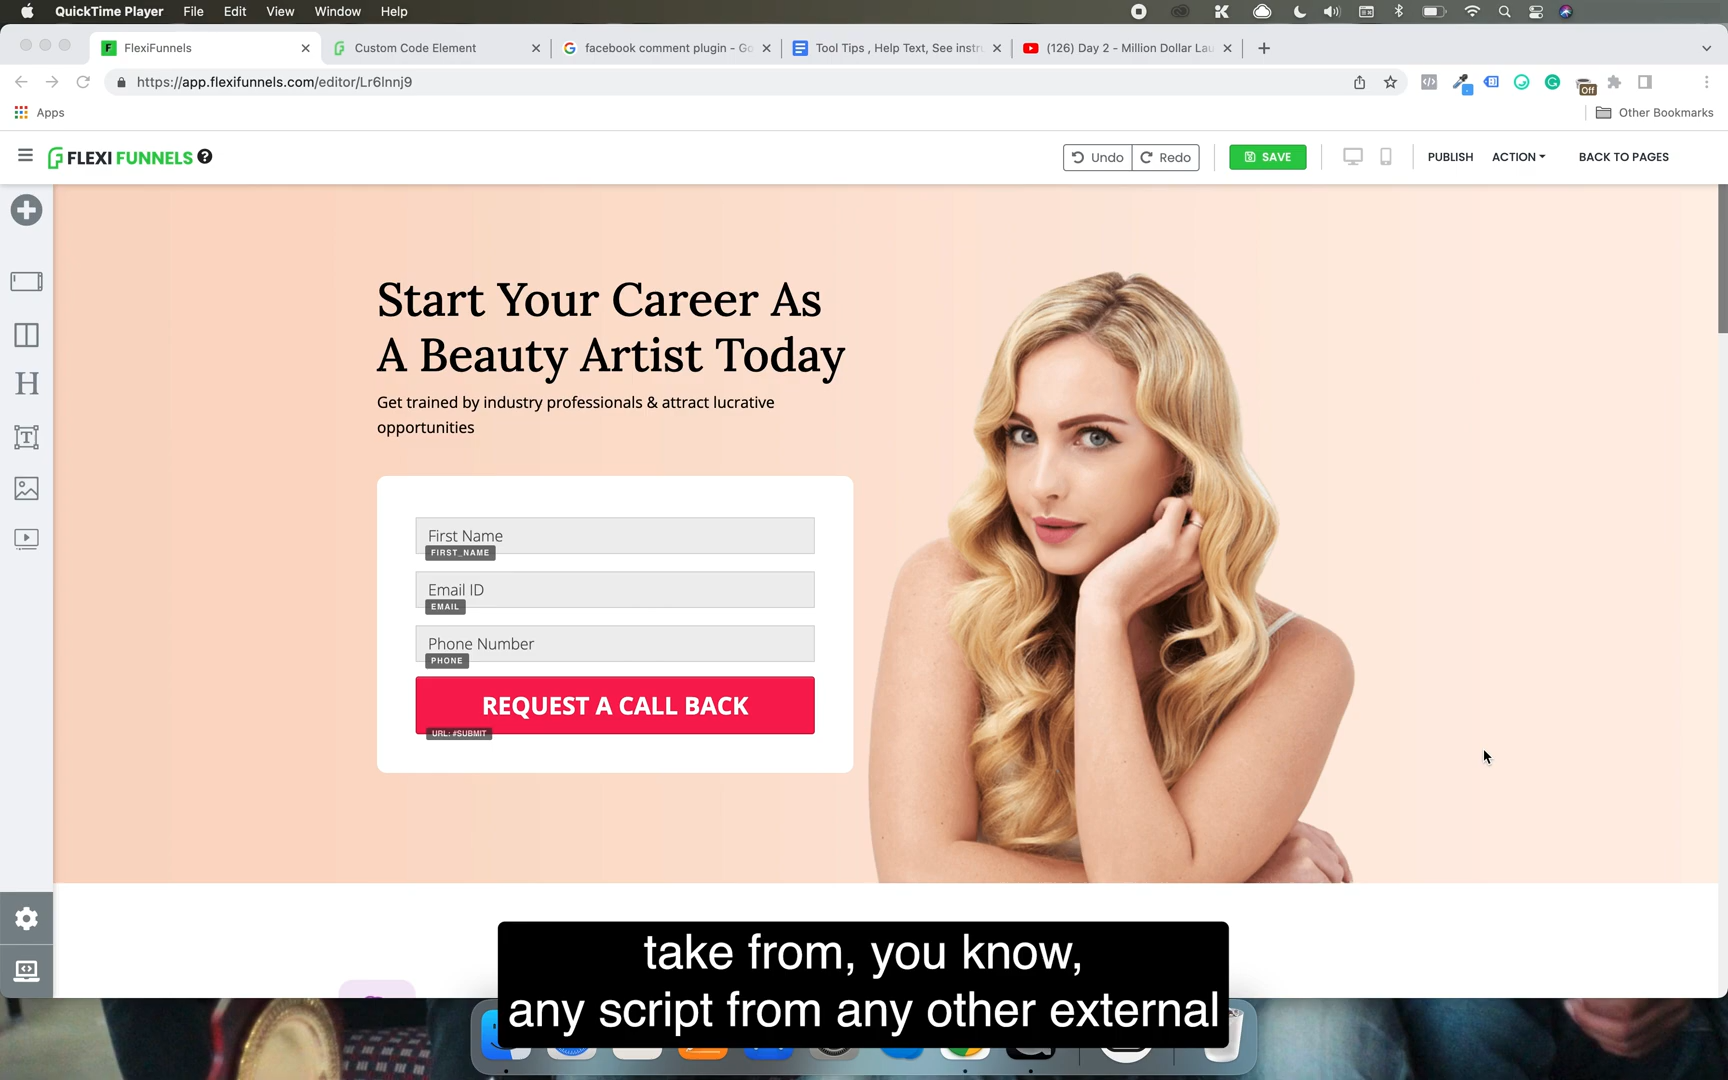 QuickTime Player File Edit View Window Help
FlexiFunnels
Custom Code Element
facebook comment plugin - Go
Tool Tips , Help Text, See instru
(126) Day 2 - Million Dollar Lau
https://app.flexifunnels.com/editor/Lr6lnnj9
Off
Apps
Other Bookmarks
FLEXI FUNNELS
Undo
Redo
SAVE
PUBLISH
ACTION
BACK TO PAGES
Start Your Career As
A Beauty Artist Today
Get trained by industry professionals & attract lucrative
opportunities
First Name
FIRST_NAME
Email ID
EMAIL
Phone Number
PHONE
REQUEST A CALL BACK
URL: #SUBMIT
take from, you know,
any script from any other external